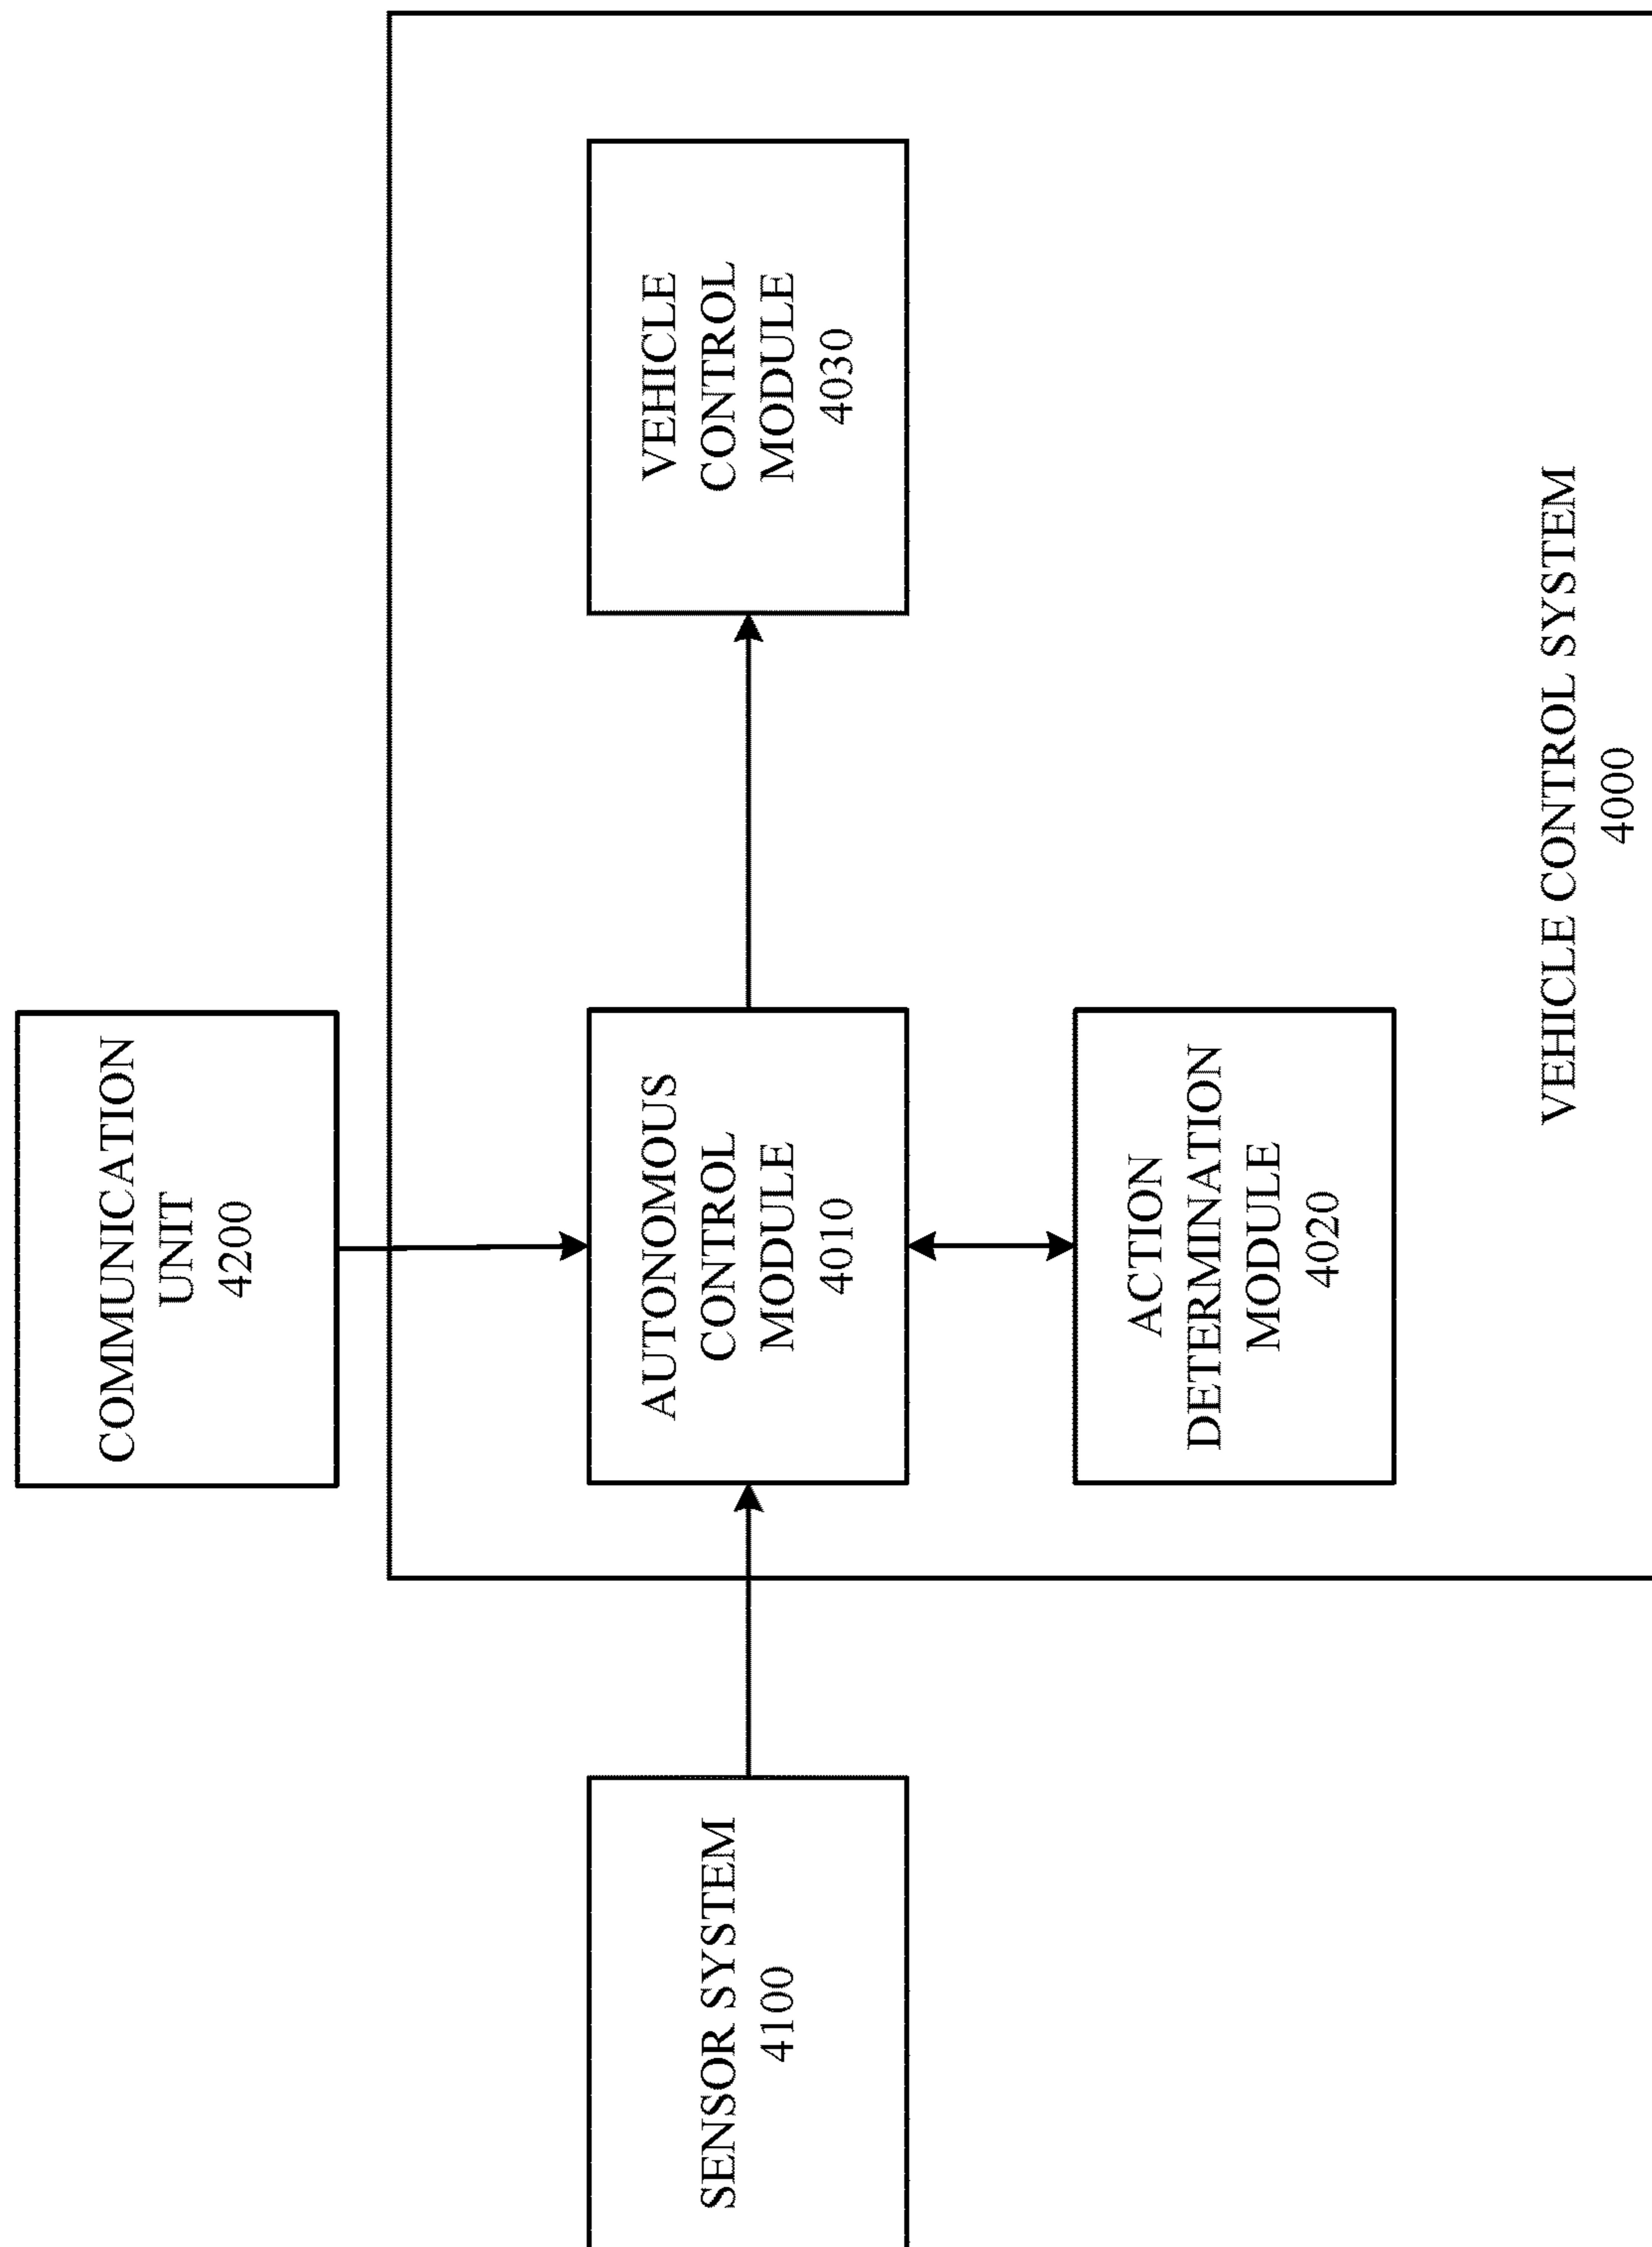 COMMUNICATION
UNIT
4200
SENSOR SYSTEM
4100
AUTONOMOUS
CONTROL
MODULE
4010
VEHICLE
CONTROL
MODULE
4030
ACTION
DETERMINATION
MODULE
4020
VEHICLE CONTROL SYSTEM
4000